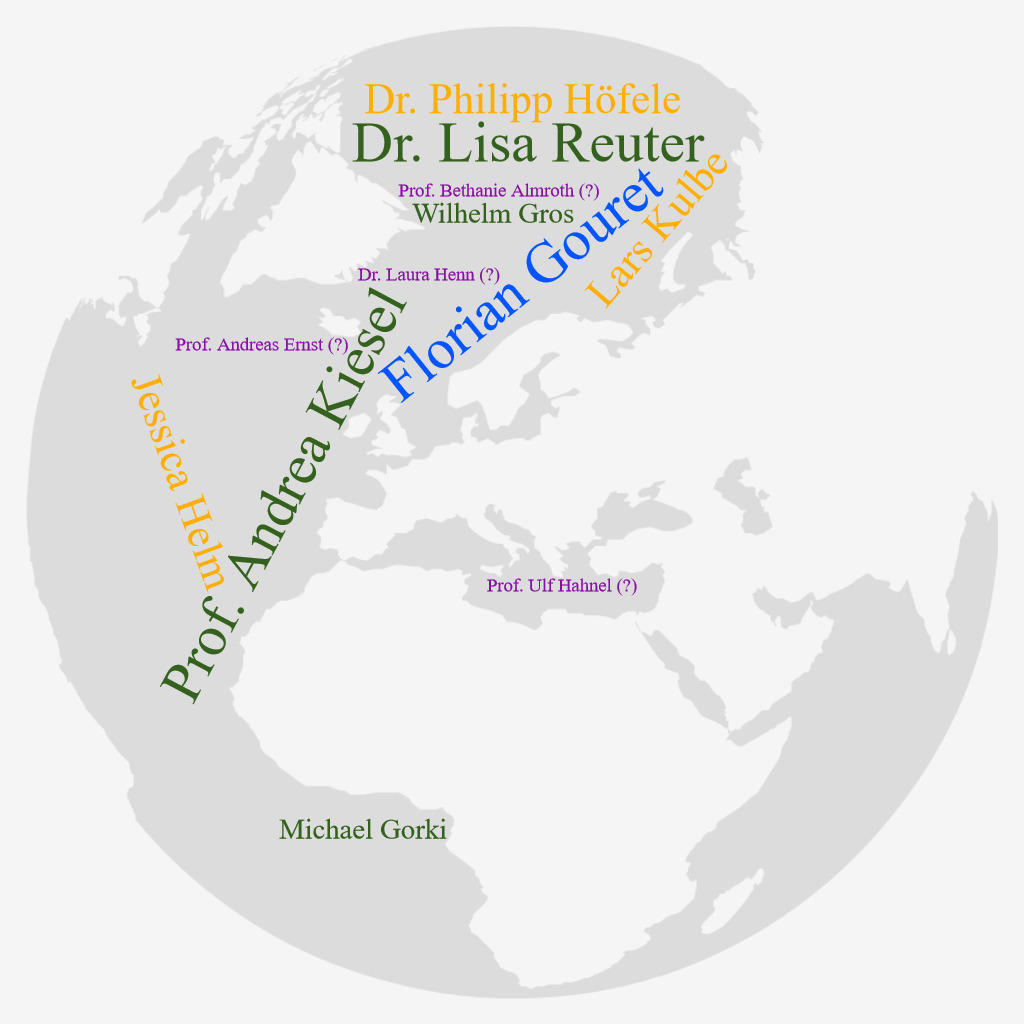 Dr. Philipp Höfele
Dr. Lisa Reuter
Prof. Bethanie Almroth (?)
Wilhelm Gros
Florian Gouret
Lars Kulbe
Dr. Laura Henn (?)
Prof. Andreas Ernst (?)
Prof. Andrea Kiesel
Jessica Helm
Prof. Ulf Hahnel (?)
Michael Gorki